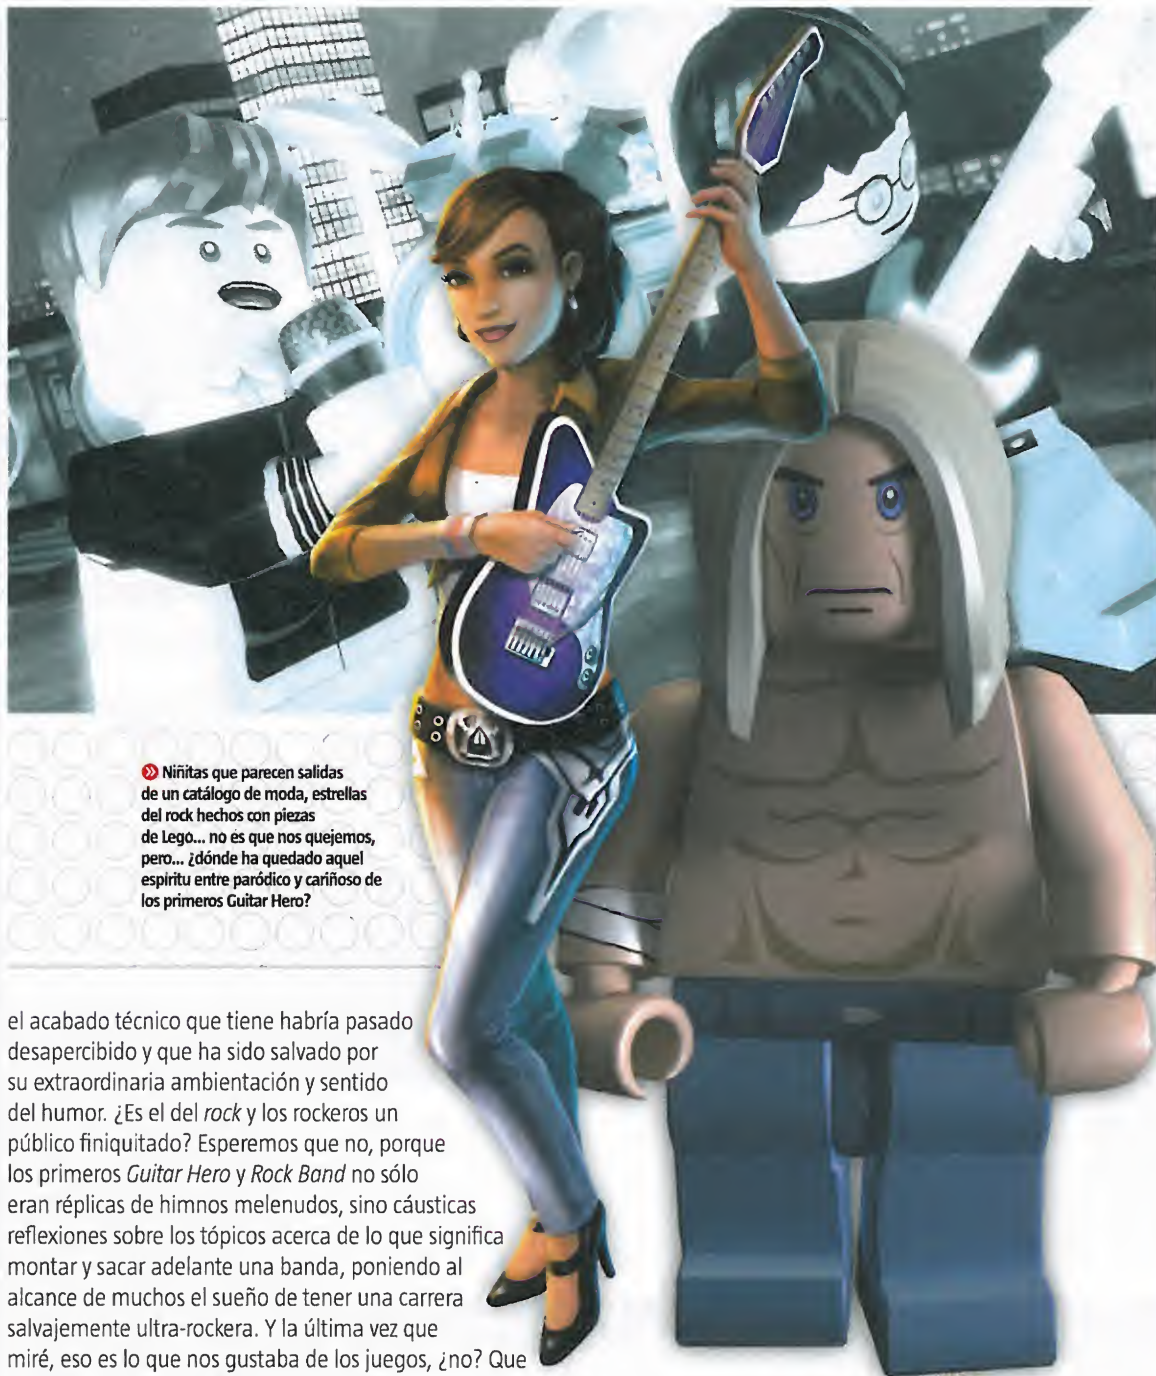 Niñitas que parecen salidas
de un catálogo de moda, estrellas
del rock hechos con piezas
de Lego... no es que nos quejemos,
pero... ¿dónde ha quedado aquel
espiritu entre paródico y cariñoso de
los primeros Guitar Hero?
el acabado técnico que tiene habría pasado
desapercibido y que ha sido salvado por
su extraordinaria ambientación y sentido
del humor. ¿Es el del rock y los rockeros un
público finiquitado? Esperemos que no, porque
los primeros Guitar Hero y Rock Band no sólo
eran réplicas de himnos melenudos, sino cáusticas
reflexiones sobre los tópicos acerca de lo que significa
montar y sacar adelante una banda, poniendo al
alcance de muchos el sueño de tener una carrera
salvajemente ultra-rockera. Y la última vez que
miré, eso es lo que nos gustaba de los juegos, ¿no? Que